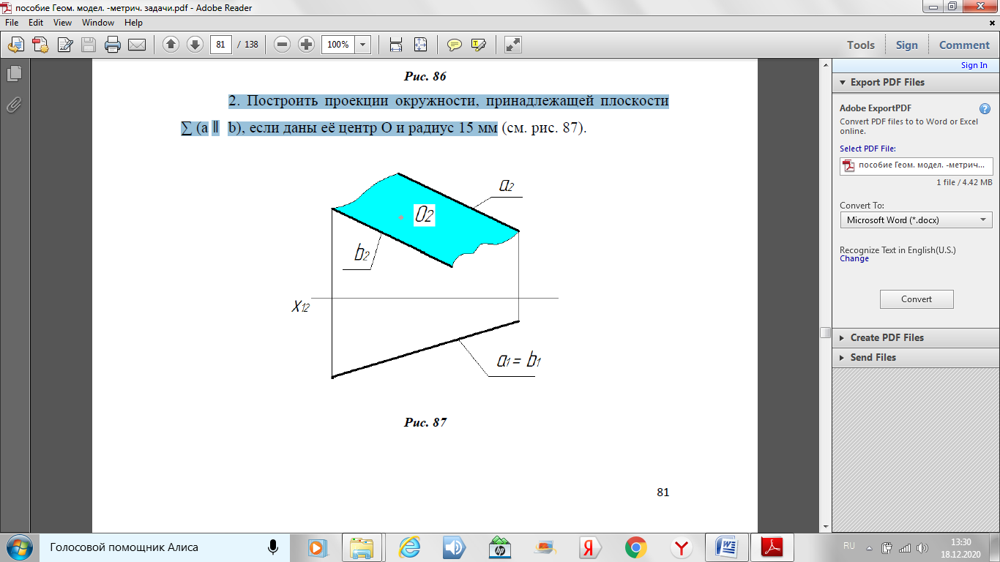 пособие Геом. модел. -метрич. задачи.pdf - Adobe Reader
File Edit View Window Help
81 / 138 100% Tools Sign Comment
Sign In
Рис. 86
2. Построить проекции окружности, принадлежащей плоскости
∑ (a ∥ b), если даны её центр О и радиус 15 мм (см. рис. 87).
a2
O2
b2
x12
a1 = b1
Рис. 87
81
Export PDF Files
Adobe ExportPDF
Convert PDF files to to Word or Excel
online.
Select PDF File:
пособие Геом. модел. -метрич...
1 file / 4.42 MB
Convert To:
Microsoft Word (*.docx)
Recognize Text in English(U.S.)
Change
Convert
Create PDF Files
Send Files
Голосовой помощник Алиса
hp
Я
Y
W
RU
13:30
18.12.2020